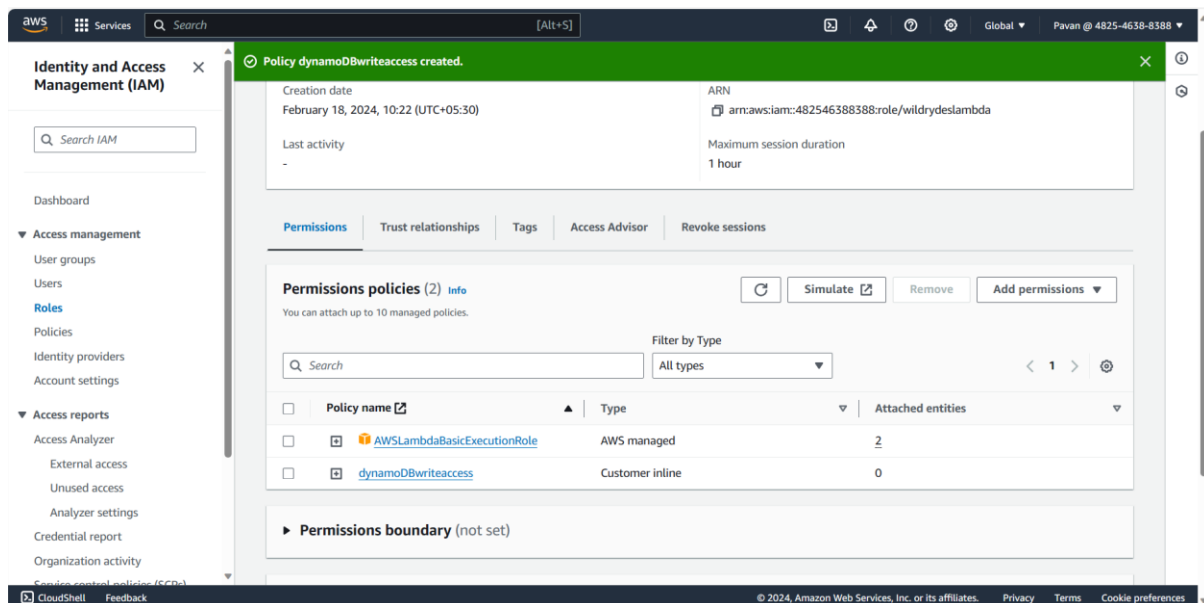 aws Services Search [Alt+S] Global Pavan @ 4825-4638-8388
Identity and Access Management (IAM)
Search IAM
Dashboard
Access management
User groups
Users
Roles
Policies
Identity providers
Account settings
Access reports
Access Analyzer
External access
Unused access
Analyzer settings
Credential report
Organization activity
Service control policies (SCPs)
Policy dynamoDBwriteaccess created.
Creation date
February 18, 2024, 10:22 (UTC+05:30)
ARN
arn:aws:iam::482546388388:role/wildrydeslambda
Last activity
-
Maximum session duration
1 hour
Permissions Trust relationships Tags Access Advisor Revoke sessions
Permissions policies (2) Info
You can attach up to 10 managed policies.
Simulate Remove Add permissions
Filter by Type
Search All types 1
Policy name Type Attached entities
AWSLambdaBasicExecutionRole AWS managed 2
dynamoDBwriteaccess Customer inline 0
Permissions boundary (not set)
CloudShell Feedback © 2024, Amazon Web Services, Inc. or its affiliates. Privacy Terms Cookie preferences